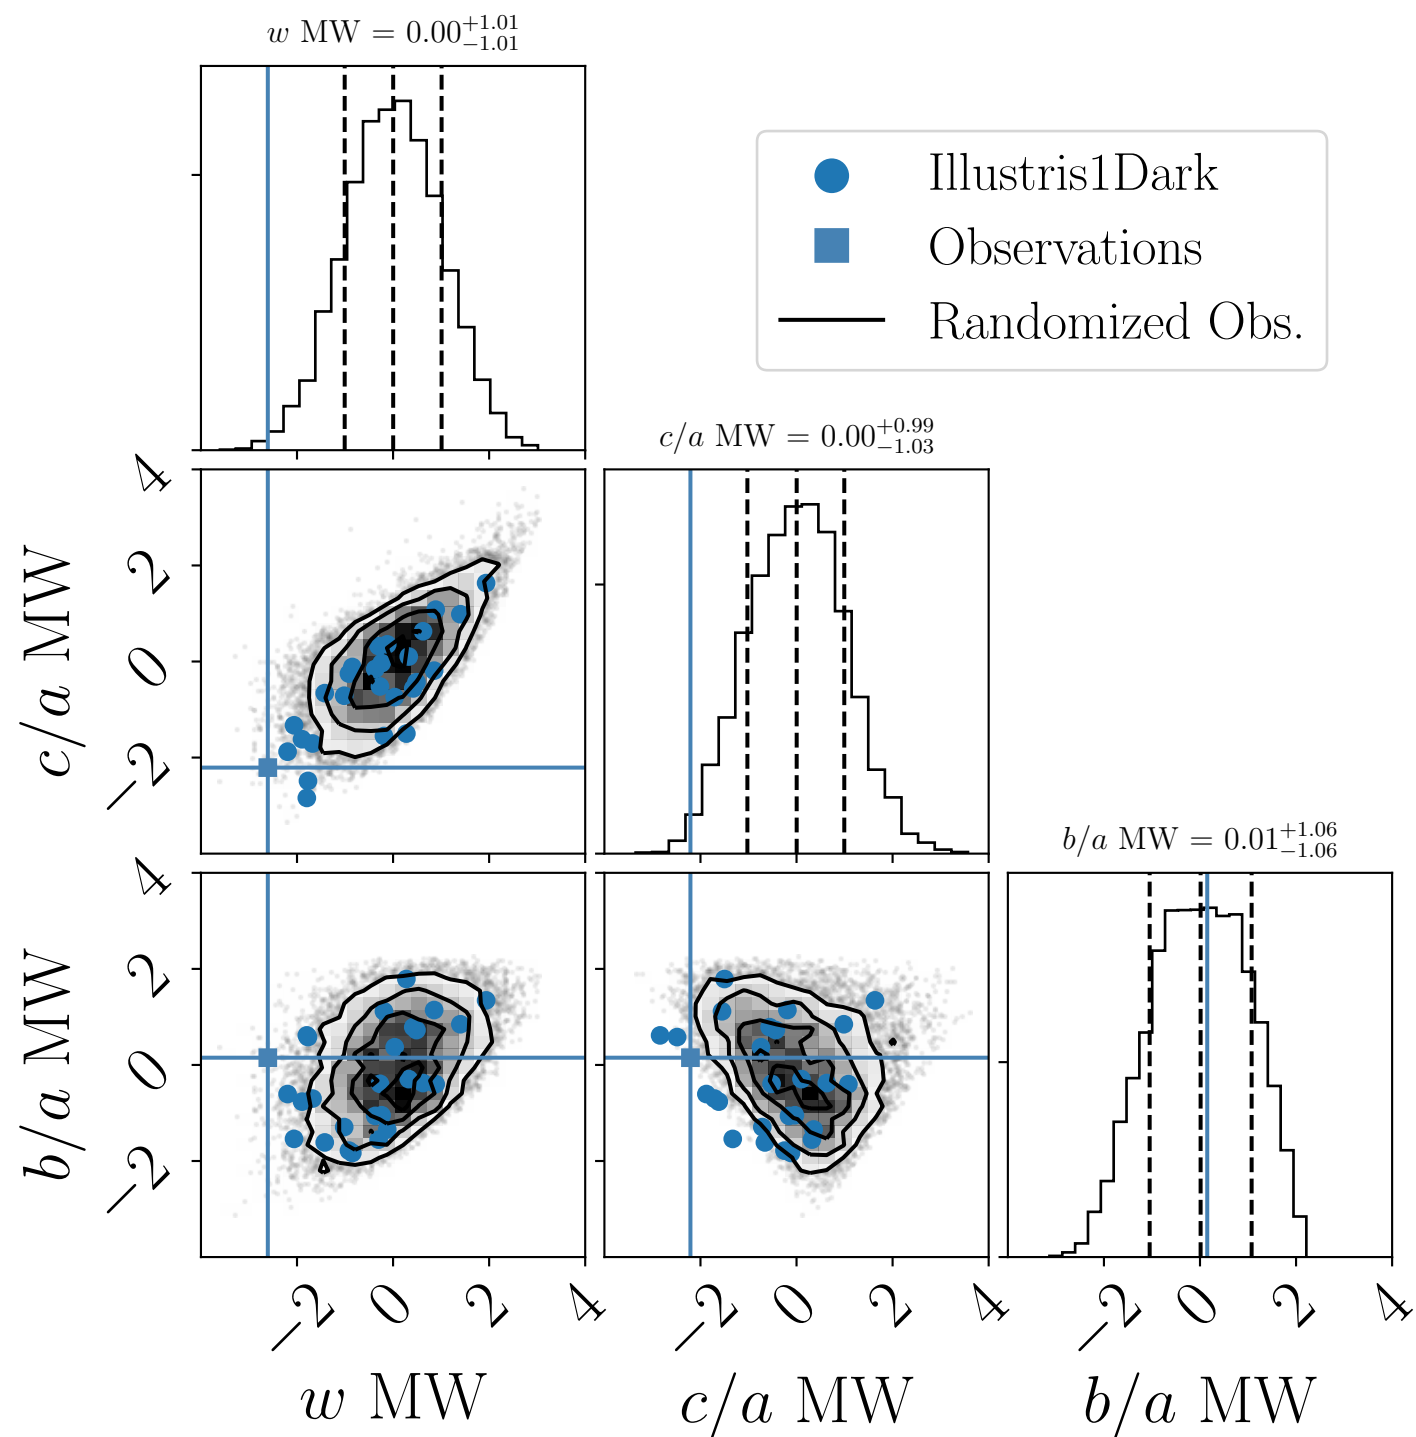 w MW = 0.00 +1.01 −1.01
Illustris1Dark
Observations
Randomized Obs.
c/a MW = 0.00 +0.99 −1.03
4
2
0
−2
c/a MW
b/a MW = 0.01 +1.06 −1.06
4
2
0
−2
b/a MW
−2 0 2 4 −2 0 2 4 −2 0 2 4
w MW c/a MW b/a MW